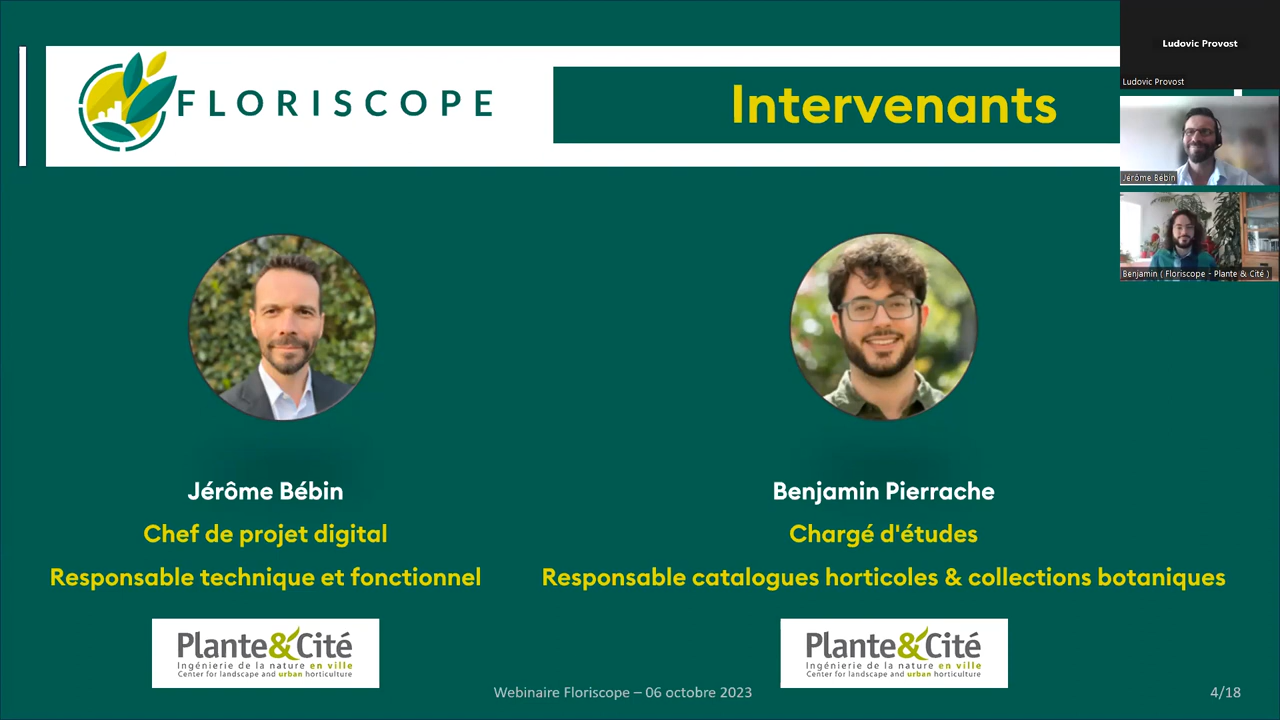 FLORISCOPE
Intervenants
Ludovic Provost
Ludovic Provost
Jerôme Bébin
Benjamin ( Floriscope - Plante & Cité )
Jérôme Bébin
Chef de projet digital
Responsable technique et fonctionnel
Plante&Cité
Ingénierie de la nature en ville
Center for landscape and urban horticulture
Benjamin Pierrache
Chargé d'études
Responsable catalogues horticoles & collections botaniques
Plante&Cité
Ingénierie de la nature en ville
Center for landscape and urban horticulture
Webinaire Floriscope – 06 octobre 2023
4/18